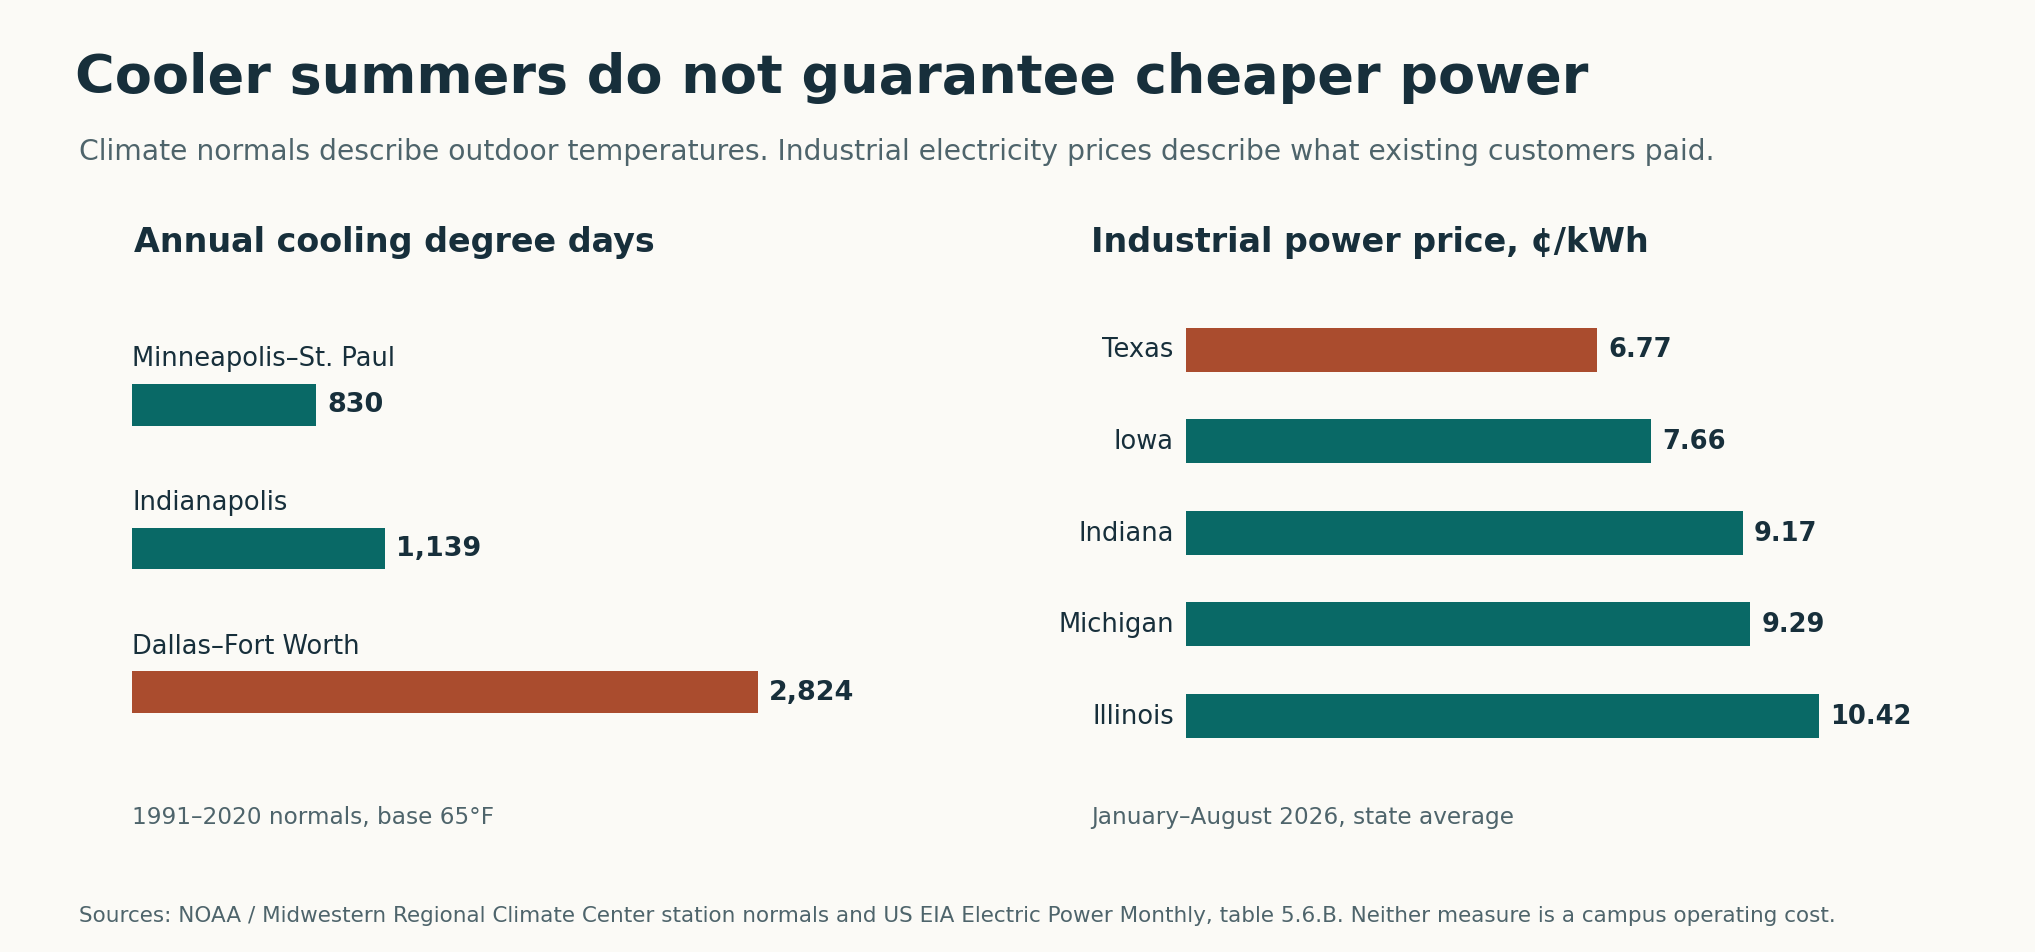 Cooler summers do not guarantee cheaper power
Climate normals describe outdoor temperatures. Industrial electricity prices describe what existing customers paid.
Annual cooling degree days
Minneapolis–St. Paul
830
Indianapolis
1,139
Dallas–Fort Worth
2,824
1991–2020 normals, base 65°F
Industrial power price, ¢/kWh
Texas 6.77
Iowa 7.66
Indiana 9.17
Michigan 9.29
Illinois 10.42
January–August 2026, state average
Sources: NOAA / Midwestern Regional Climate Center station normals and US EIA Electric Power Monthly, table 5.6.B. Neither measure is a campus operating cost.